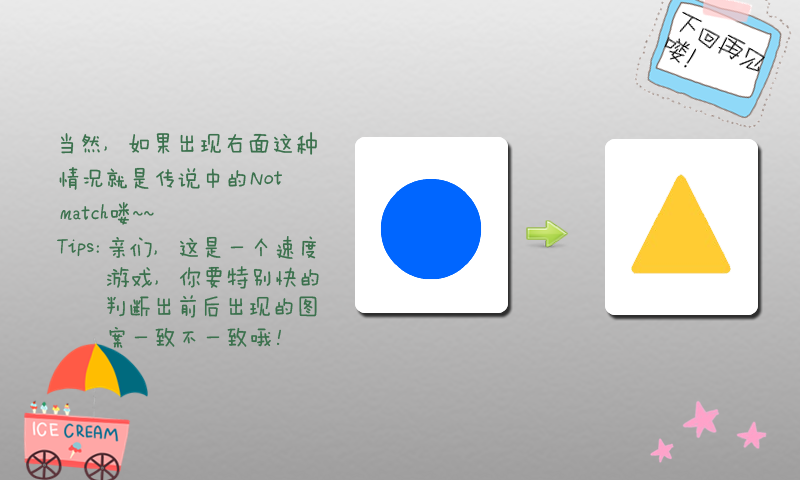 下回再见
喽！
当然，如果出现右面这种
情况就是传说中的Not
match喽~~
Tips: 亲们，这是一个速度
游戏，你要特别快的
判断出前后出现的图
案一致不一致哦！
ICE CREAM